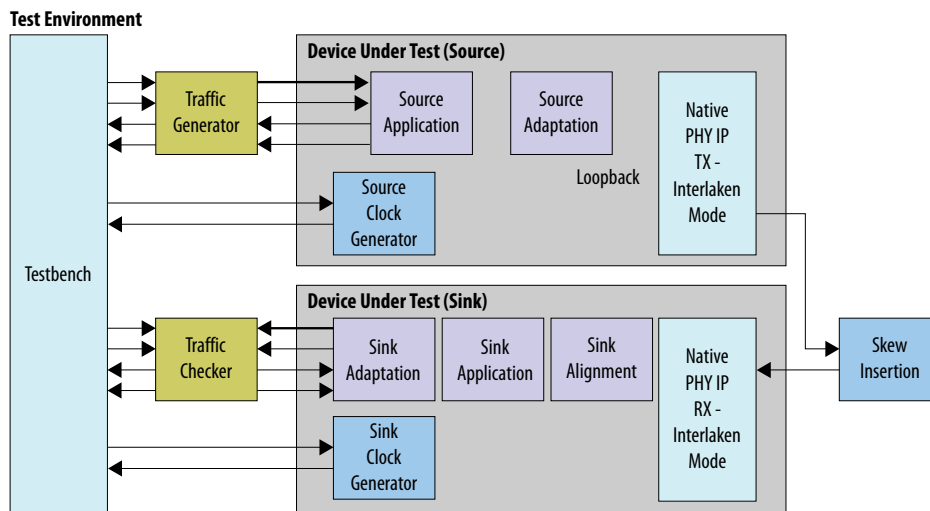 Test Environment
Device Under Test (Source)
Traffic
Generator
Source
Application
Source
Adaptation
Native
PHY IP
TX -
Interlaken
Mode
Loopback
Source
Clock
Generator
Testbench
Device Under Test (Sink)
Traffic
Checker
Sink
Adaptation
Sink
Application
Sink
Alignment
Native
PHY IP
RX -
Interlaken
Mode
Skew
Insertion
Sink
Clock
Generator